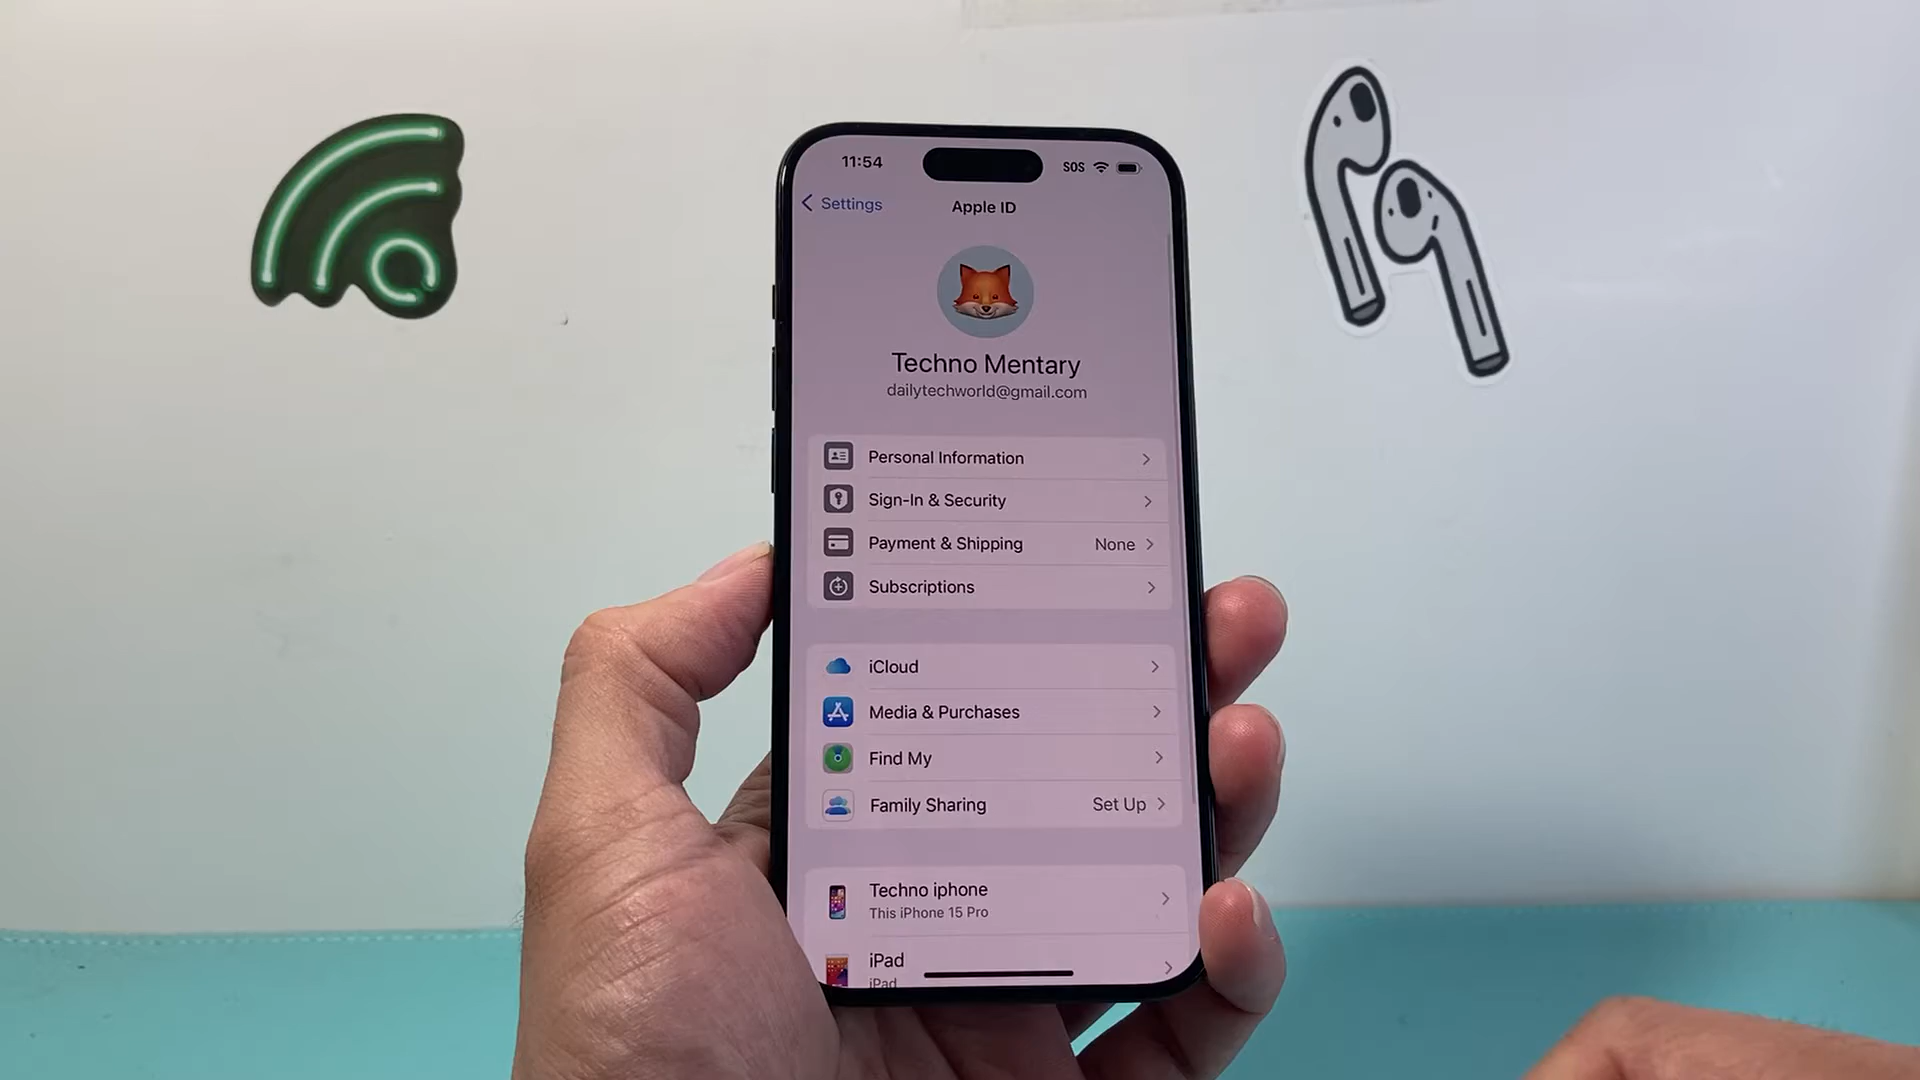 11:54
SOS
Settings
Apple ID
Techno Mentary
dailytechworld@gmail.com
Personal Information
Sign-In & Security
Payment & Shipping None
Subscriptions
iCloud
Media & Purchases
Find My
Family Sharing Set Up
Techno iphone
This iPhone 15 Pro
iPad
iPad